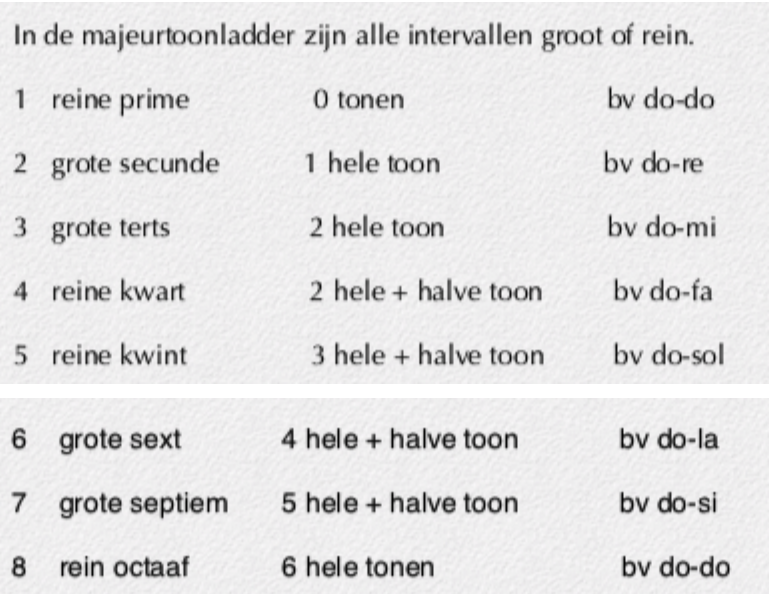 In de majeurtoonladder zijn alle intervallen groot of rein.
1 reine prime 0 tonen bv do-do
2 grote secunde 1 hele toon bv do-re
3 grote terts 2 hele toon bv do-mi
4 reine kwart 2 hele + halve toon bv do-fa
5 reine kwint 3 hele + halve toon bv do-sol
6 grote sext 4 hele + halve toon bv do-la
7 grote septiem 5 hele + halve toon bv do-si
8 rein octaaf 6 hele tonen bv do-do